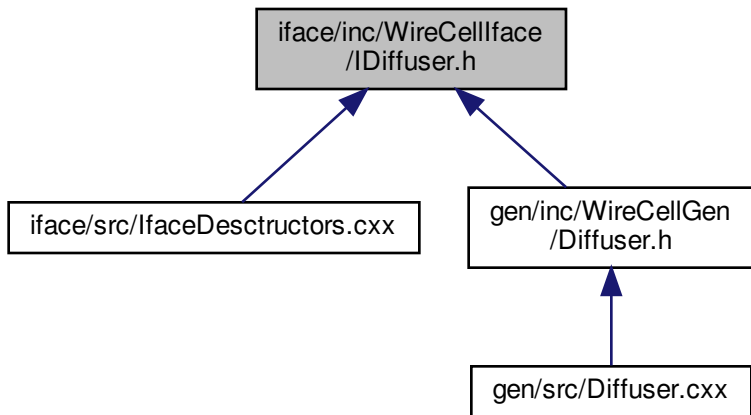 iface/inc/WireCellIface
/IDiffuser.h
iface/src/IfaceDesctructors.cxx
gen/inc/WireCellGen
/Diffuser.h
gen/src/Diffuser.cxx